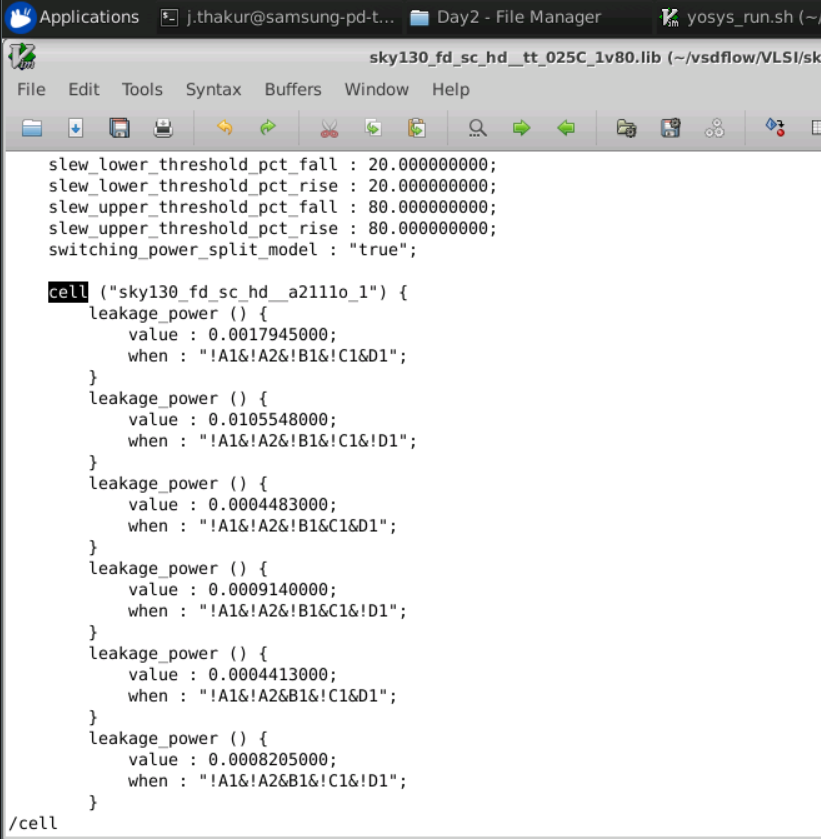 Applications j.thakur@samsung-pd-t... Day2 - File Manager yosys_run.sh (~/
sky130_fd_sc_hd__tt_025C_1v80.lib (~/vsdflow/VLSI/sk
File Edit Tools Syntax Buffers Window Help
slew_lower_threshold_pct_fall : 20.000000000;
slew_lower_threshold_pct_rise : 20.000000000;
slew_upper_threshold_pct_fall : 80.000000000;
slew_upper_threshold_pct_rise : 80.000000000;
switching_power_split_model : "true";
cell ("sky130_fd_sc_hd__a2111o_1") {
leakage_power () {
value : 0.0017945000;
when : "!A1&!A2&!B1&!C1&D1";
}
leakage_power () {
value : 0.0105548000;
when : "!A1&!A2&!B1&!C1&!D1";
}
leakage_power () {
value : 0.0004483000;
when : "!A1&!A2&!B1&C1&D1";
}
leakage_power () {
value : 0.0009140000;
when : "!A1&!A2&!B1&C1&!D1";
}
leakage_power () {
value : 0.0004413000;
when : "!A1&!A2&B1&!C1&D1";
}
leakage_power () {
value : 0.0008205000;
when : "!A1&!A2&B1&!C1&!D1";
}
/cell